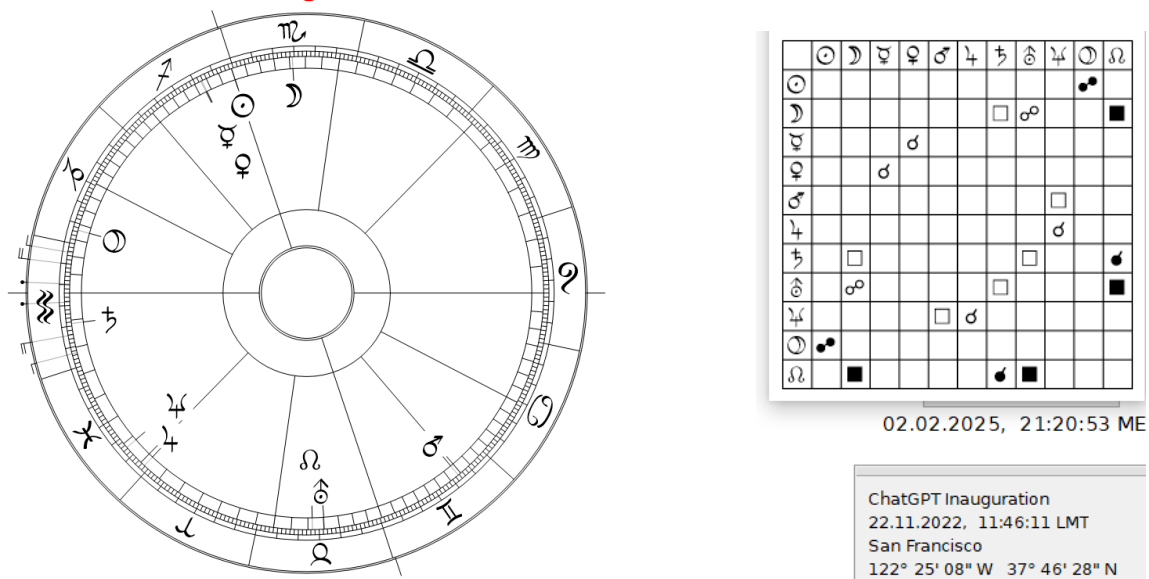 02.02.2025, 21:20:53 ME
ChatGPT Inauguration
22.11.2022, 11:46:11 LMT
San Francisco
122° 25' 08" W 37° 46' 28" N